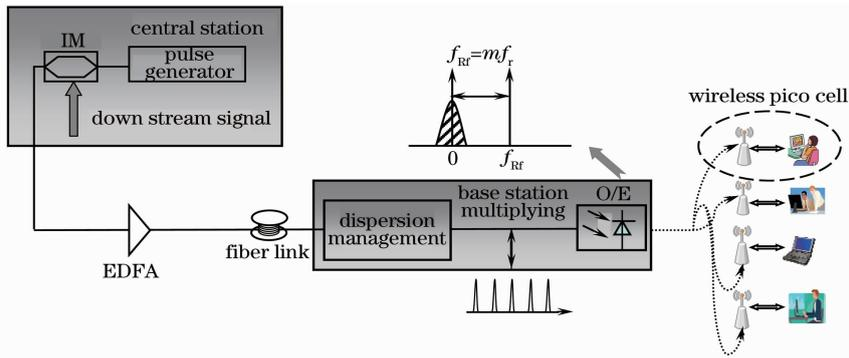 central station
IM
pulse
generator
down stream signal
EDFA
fiber link
dispersion
management
base station
multiplying
O/E
f_Rf=mf_r
0
f_Rf
wireless pico cell